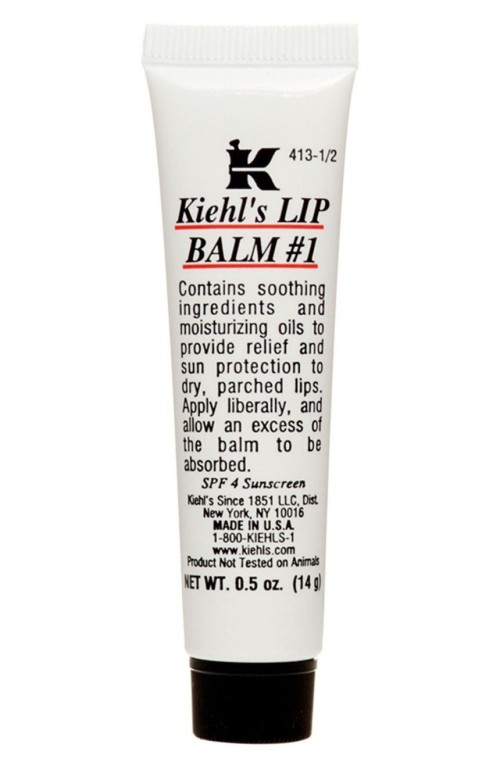 413-1/2
Kiehl's LIP
BALM #1
Contains soothing
ingredients and
moisturizing oils to
provide relief and
sun protection to
dry, parched lips.
Apply liberally, and
allow an excess of
the balm to be
absorbed.
SPF 4 Sunscreen
Kiehl's Since 1851 LLC, Dist.
New York, NY 10016
MADE IN U.S.A.
1-800-KIEHLS-1
www.kiehls.com
Product Not Tested on Animals
NET WT. 0.5 oz. (14 g)